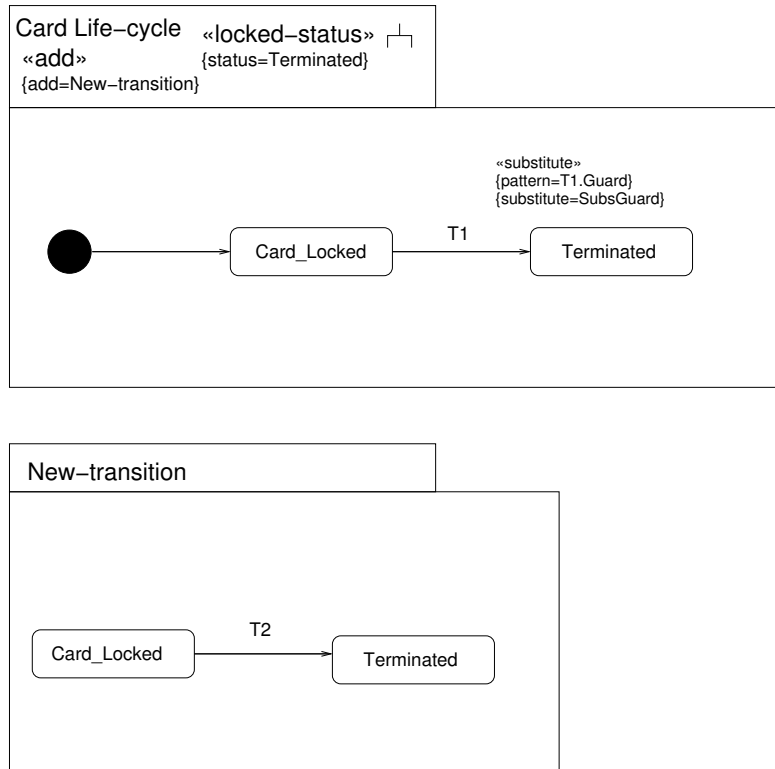 Card Life−cycle «locked−status»
«add» {status=Terminated}
{add=New−transition}
«substitute»
{pattern=T1.Guard}
{substitute=SubsGuard}
T1
Card_Locked Terminated
New−transition
T2
Card_Locked Terminated